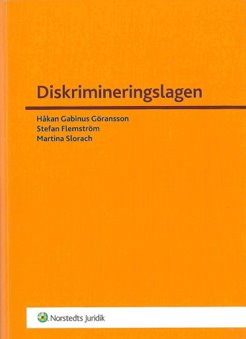 Diskrimineringslagen
Håkan Gabinus Göransson
Stefan Flemström
Martina Slorach
Norstedts Juridik